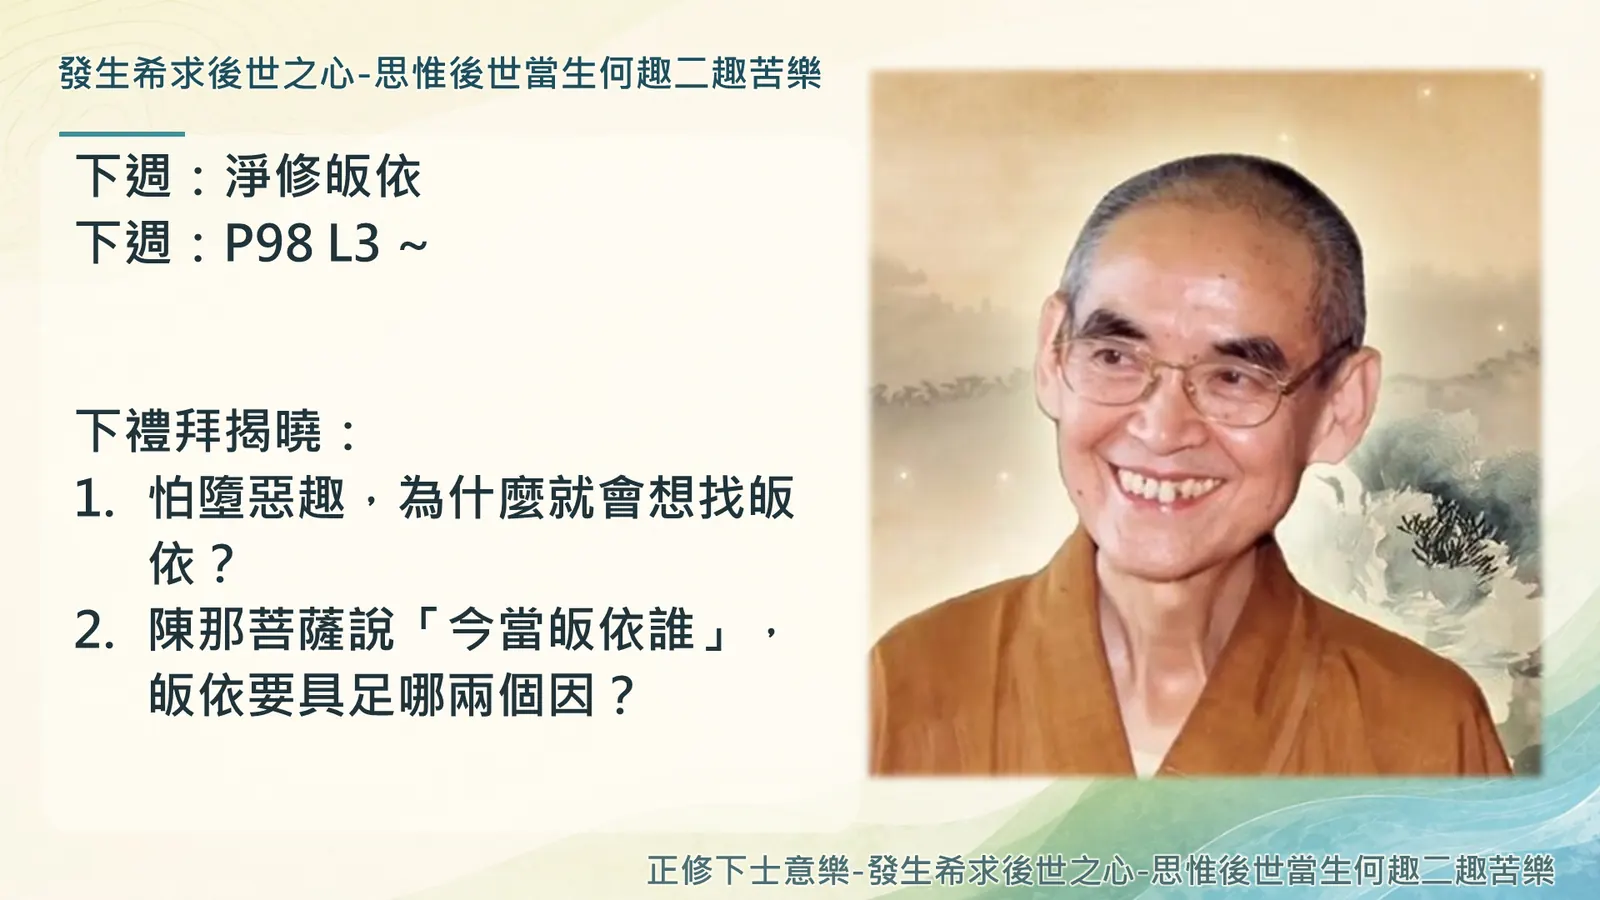 發生希求後世之心-思惟後世當生何趣二趣苦樂
下週：淨修皈依
下週：P98 L3 ~
下禮拜揭曉：
1. 怕墮惡趣，為什麼就會想找皈
依？
2. 陳那菩薩說「今當皈依誰」，
皈依要具足哪兩個因？
正修下士意樂-發生希求後世之心-思惟後世當生何趣二趣苦樂